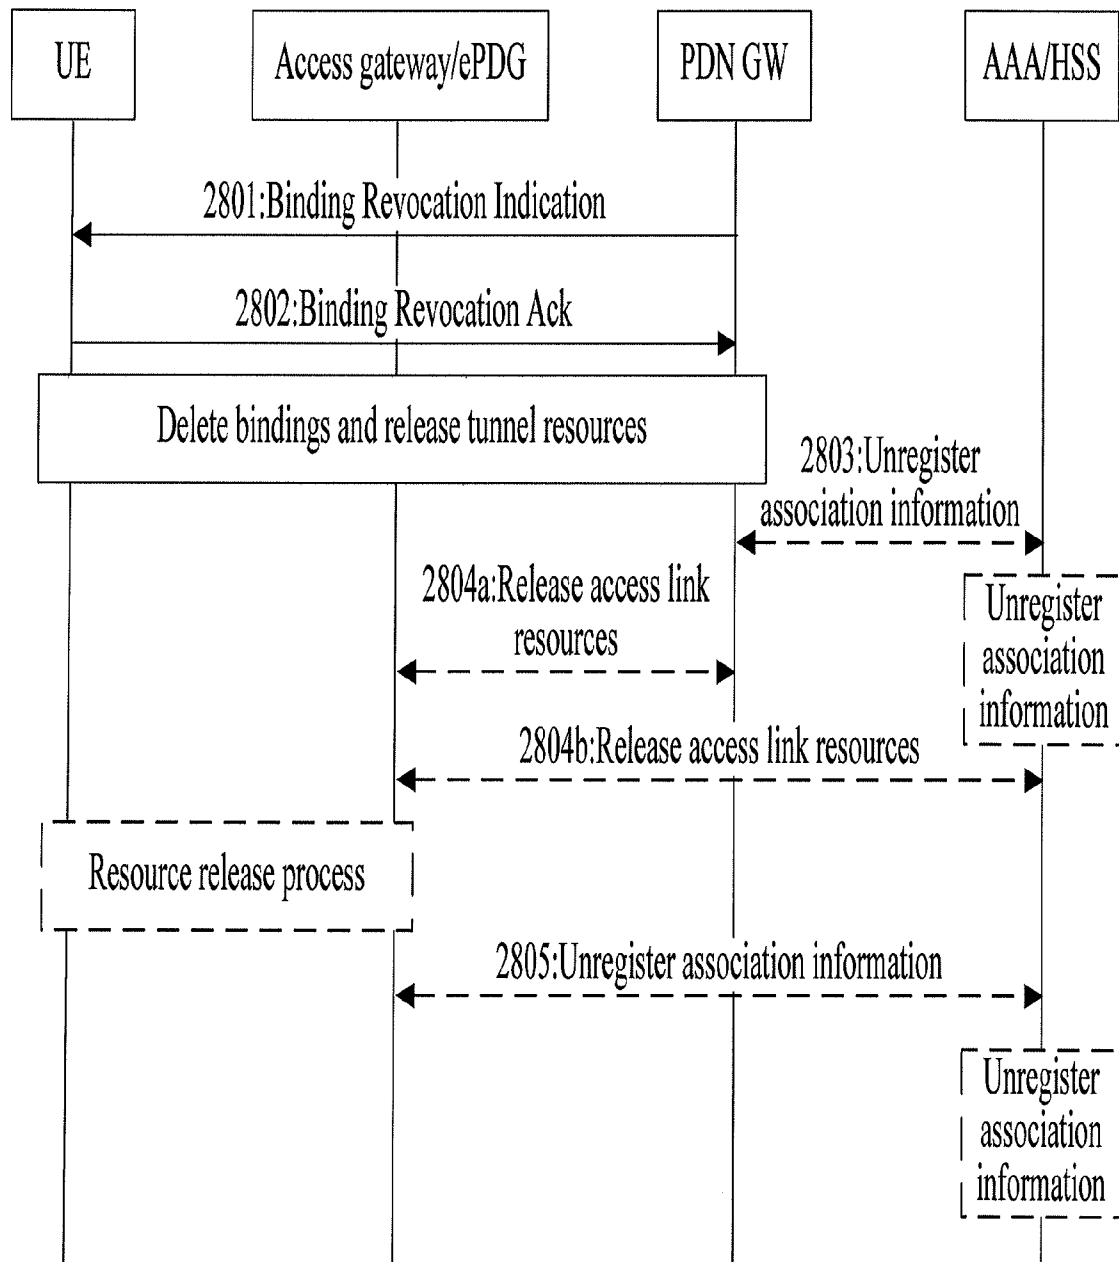 UE
Access gateway/ePDG
PDN GW
AAA/HSS
2801:Binding Revocation Indication
2802:Binding Revocation Ack
Delete bindings and release tunnel resources
2803:Unregister
association information
2804a:Release access link
resources
Unregister
association
information
2804b:Release access link resources
Resource release process
2805:Unregister association information
Unregister
association
information